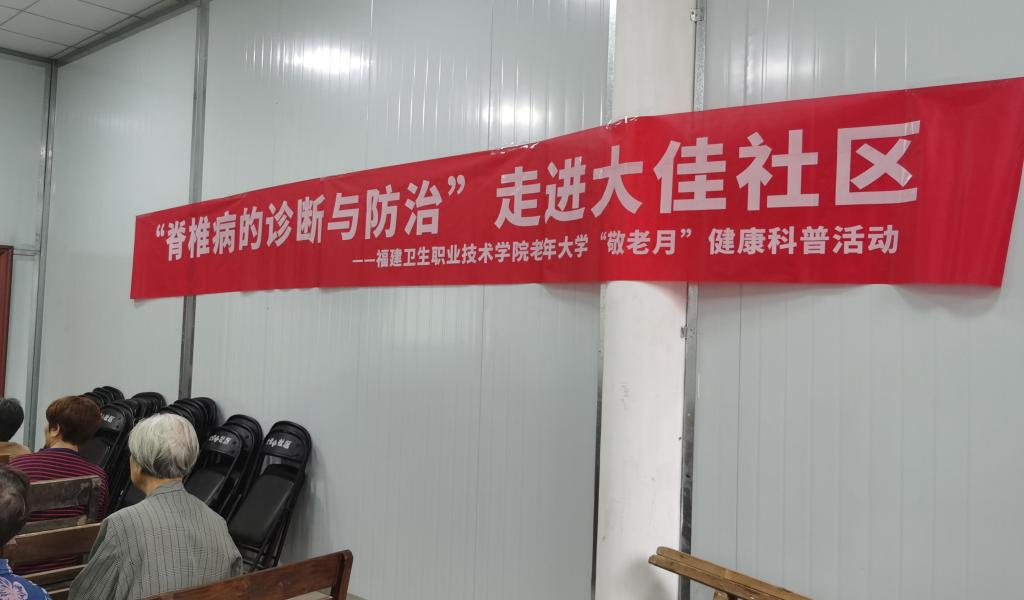 “脊椎病的诊断与防治”走进大佳社区
——福建卫生职业技术学院老年大学“敬老月”健康科普活动